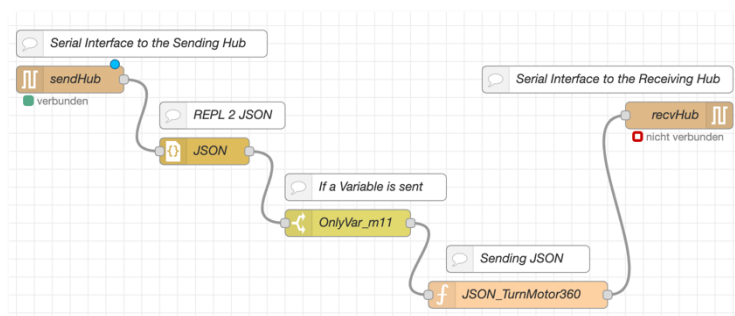 Serial Interface to the Sending Hub
sendHub
verbunden
Serial Interface to the Receiving Hub
REPL 2 JSON
recvHub
nicht verbunden
JSON
If a Variable is sent
OnlyVar_m11
Sending JSON
JSON_TurnMotor360